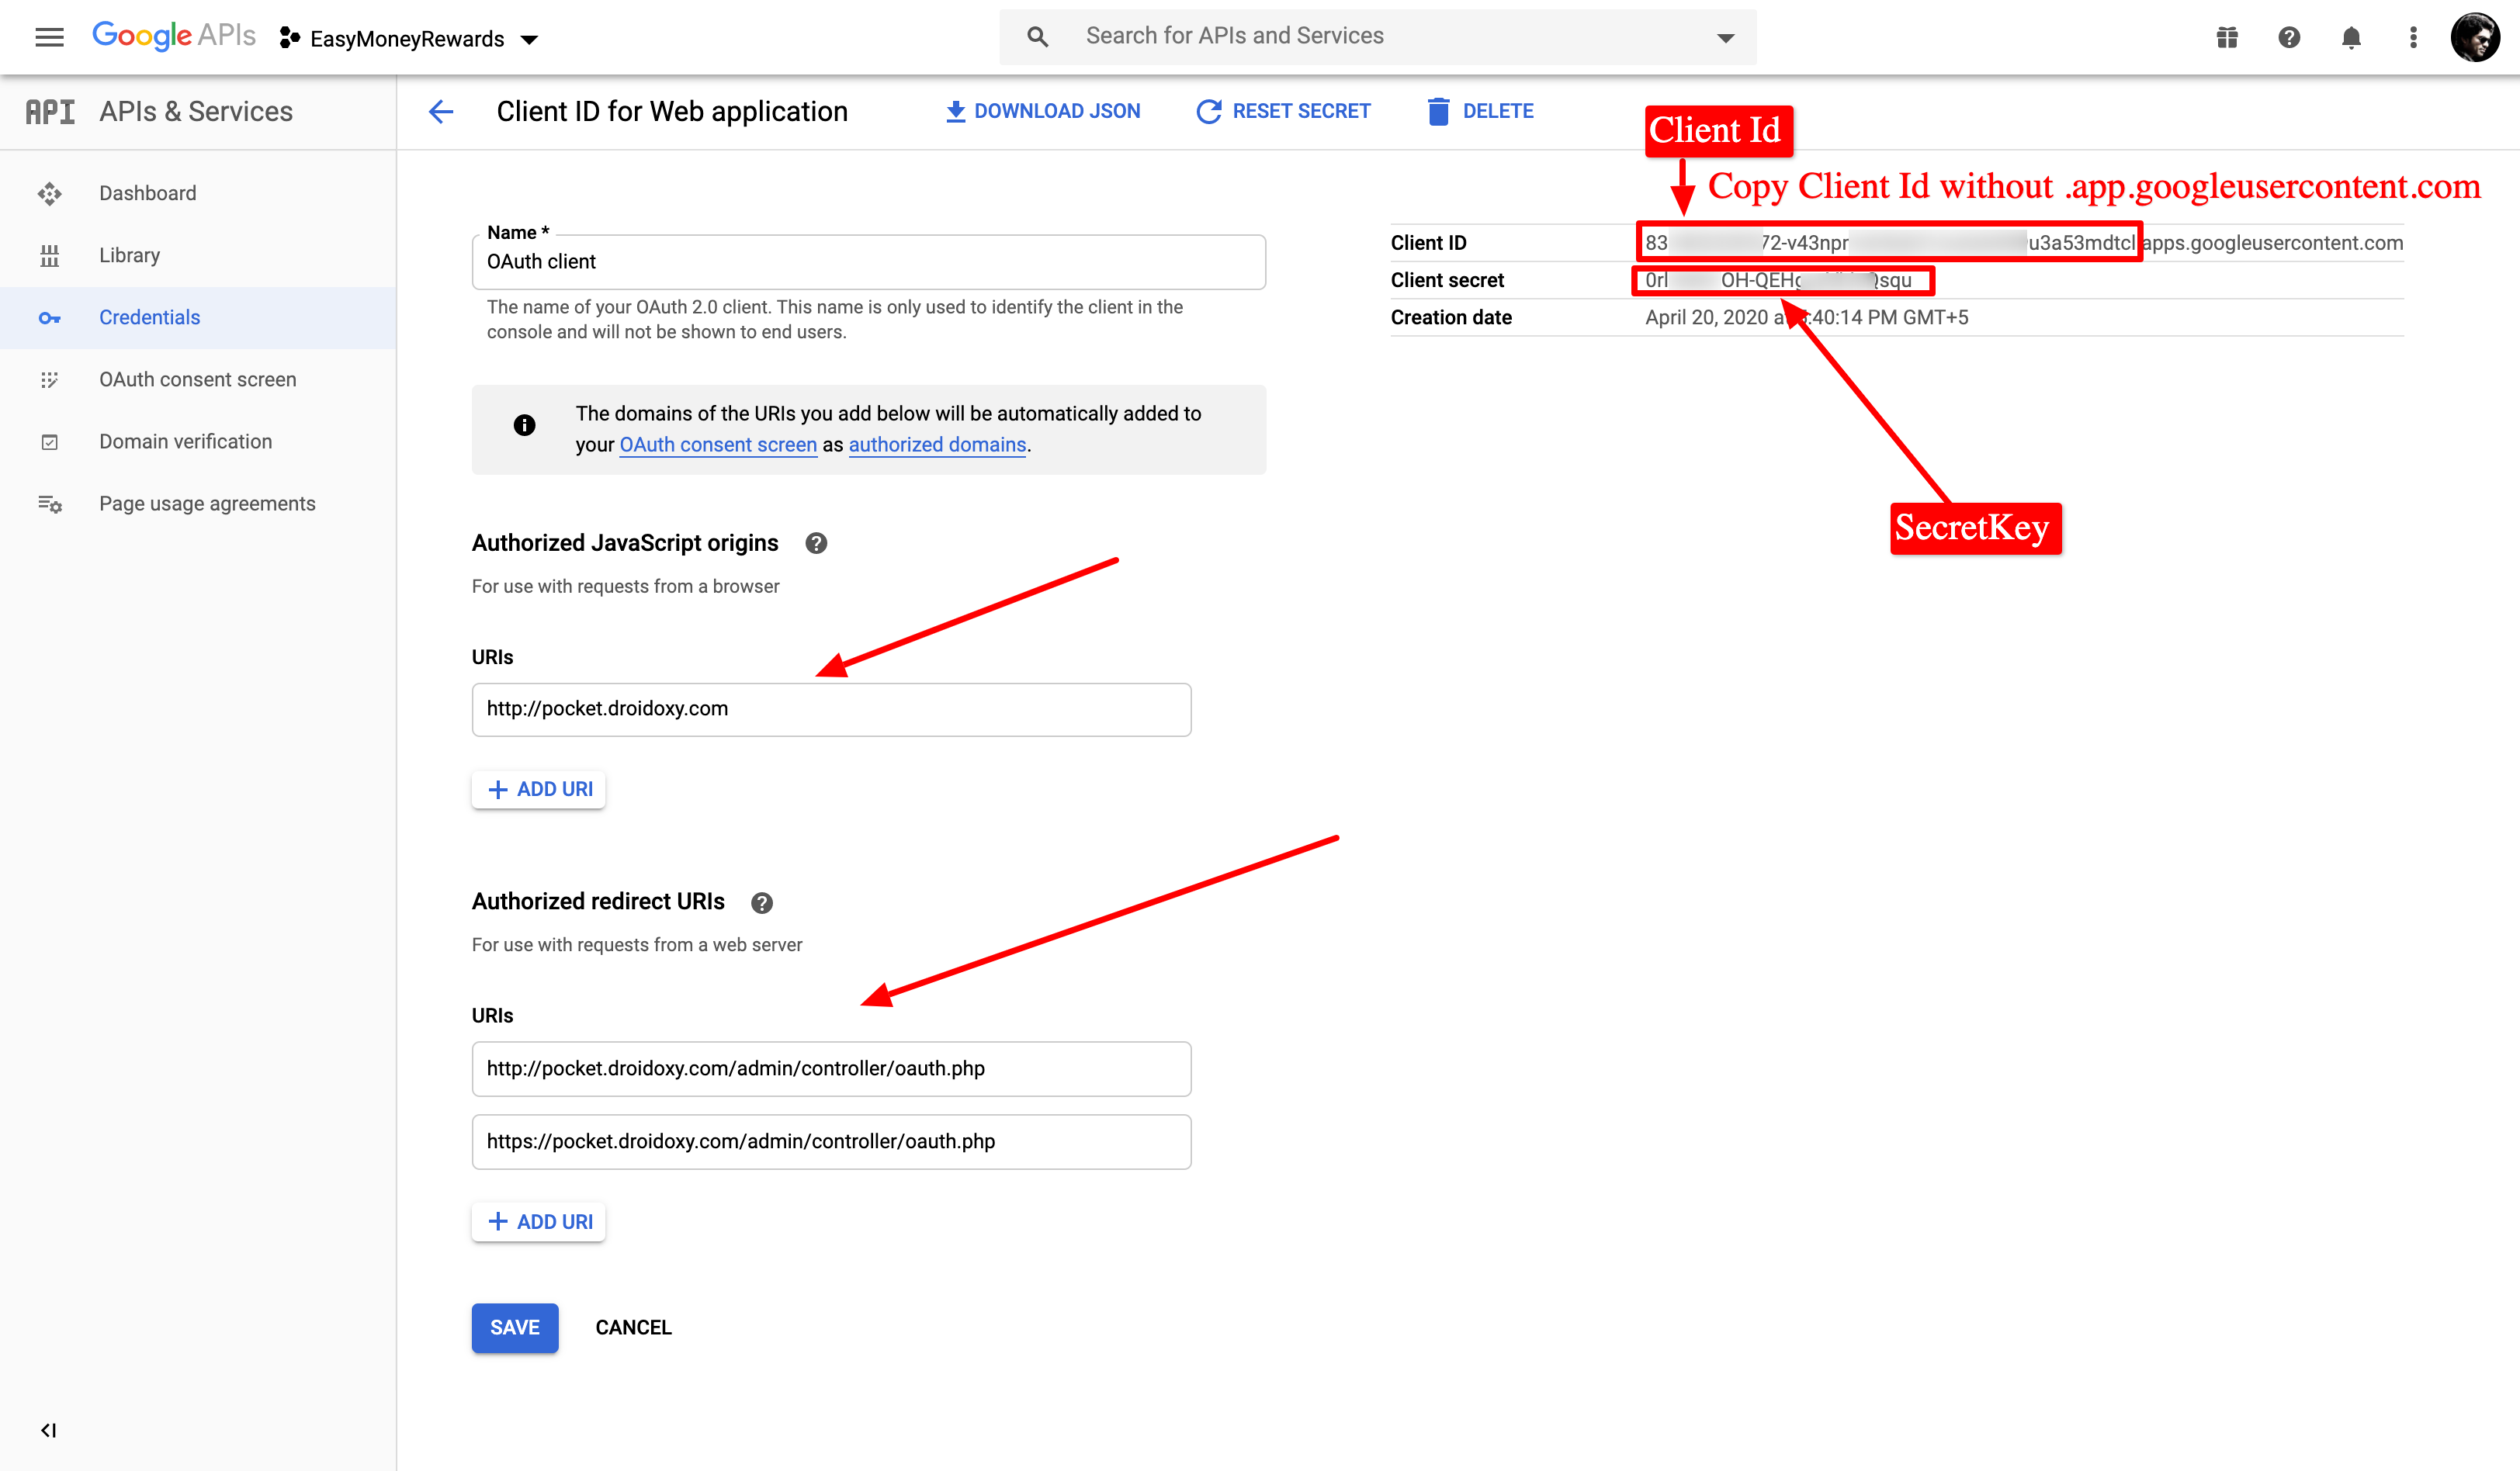 Google APIs
EasyMoneyRewards
Search for APIs and Services
API APIs & Services
Client ID for Web application
DOWNLOAD JSON
RESET SECRET
DELETE
Client Id
Copy Client Id without .app.googleusercontent.com
Dashboard
Library
Credentials
OAuth consent screen
Domain verification
Page usage agreements
Name *
OAuth client
The name of your OAuth 2.0 client. This name is only used to identify the client in the
console and will not be shown to end users.
The domains of the URIs you add below will be automatically added to
your OAuth consent screen as authorized domains.
Authorized JavaScript origins
For use with requests from a browser
URIs
http://pocket.droidoxy.com
ADD URI
Authorized redirect URIs
For use with requests from a web server
URIs
http://pocket.droidoxy.com/admin/controller/oauth.php
https://pocket.droidoxy.com/admin/controller/oauth.php
ADD URI
SAVE
CANCEL
Client ID 83 72-v43npr u3a53mdtcl apps.googleusercontent.com
Client secret 0rl OH-QEH squ
Creation date April 20, 2020 at :40:14 PM GMT+5
SecretKey